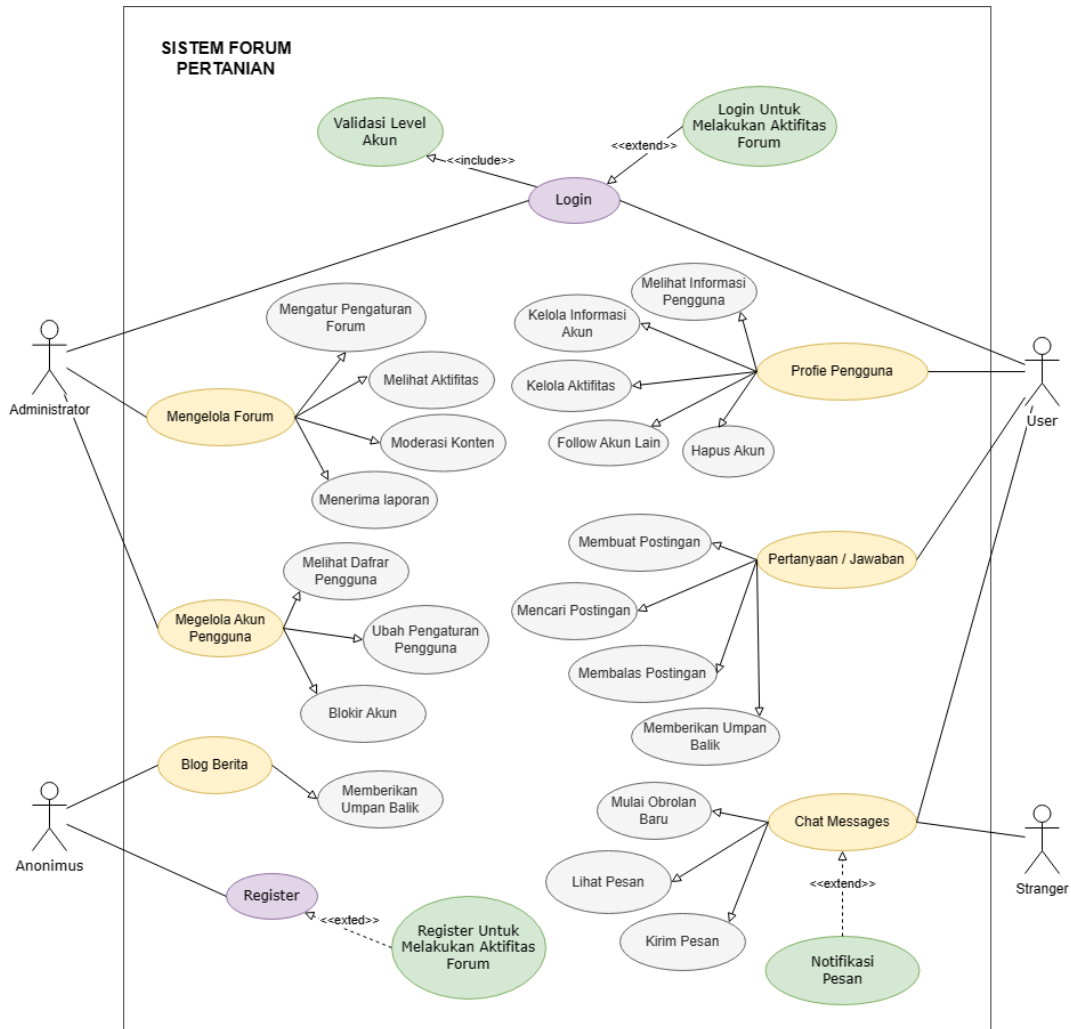 SISTEM FORUM
PERTANIAN
Validasi Level
Akun
Login Untuk
Melakukan Aktifitas
Forum
<<include>>
<<extend>>
Login
Melihat Informasi
Pengguna
Mengatur Pengaturan
Forum
Kelola Informasi
Akun
Melihat Aktifitas
Kelola Aktifitas
Profie Pengguna
Administrator
Mengelola Forum
User
Moderasi Konten
Follow Akun Lain
Hapus Akun
Menerima laporan
Membuat Postingan
Pertanyaan / Jawaban
Melihat Dafrar
Pengguna
Mencari Postingan
Megelola Akun
Pengguna
Ubah Pengaturan
Pengguna
Membalas Postingan
Blokir Akun
Memberikan Umpan
Balik
Blog Berita
Memberikan
Umpan Balik
Mulai Obrolan
Baru
Chat Messages
Anonimus
Stranger
Lihat Pesan
<<extend>>
Register
<<exted>>
Register Untuk
Melakukan Aktifitas
Forum
Kirim Pesan
Notifikasi
Pesan